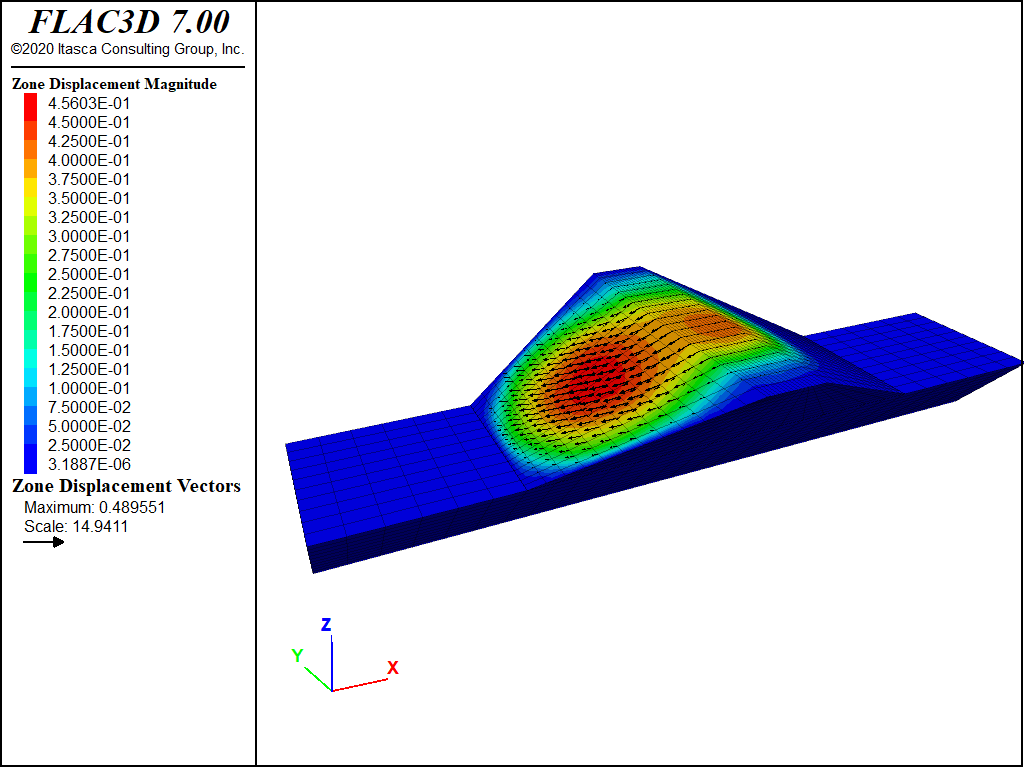 FLAC3D 7.00
©2020 Itasca Consulting Group, Inc.
Zone Displacement Magnitude
4.5603E-01
4.5000E-01
4.2500E-01
4.0000E-01
3.7500E-01
3.5000E-01
3.2500E-01
3.0000E-01
2.7500E-01
2.5000E-01
2.2500E-01
2.0000E-01
1.7500E-01
1.5000E-01
1.2500E-01
1.0000E-01
7.5000E-02
5.0000E-02
2.5000E-02
3.1887E-06
Zone Displacement Vectors
Maximum: 0.489551
Scale: 14.9411
Z
Y
X